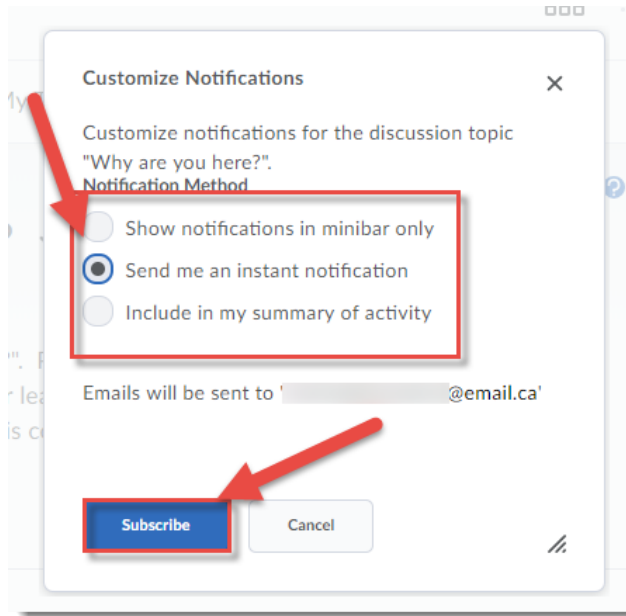 Customize Notifications
Customize notifications for the discussion topic
"Why are you here?".
Notification Method
Show notifications in minibar only
Send me an instant notification
Include in my summary of activity
Emails will be sent to ' @email.ca'
Subscribe Cancel